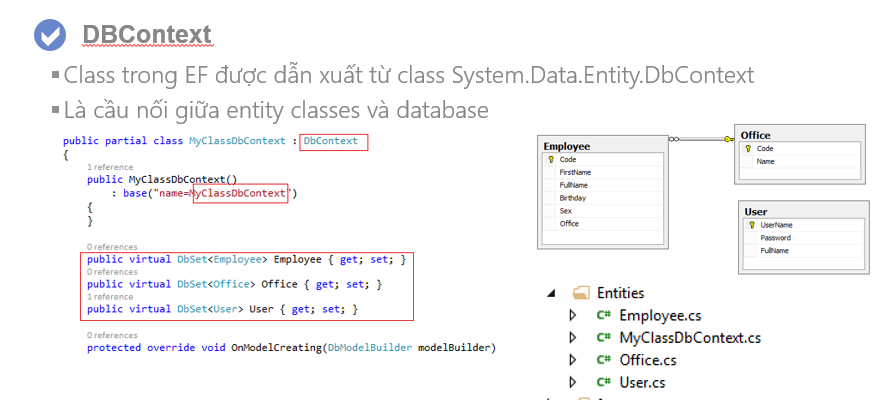 DBContext
Class trong EF được dẫn xuất từ class System.Data.Entity.DbContext
Là cầu nối giữa entity classes và database
public partial class MyClassDbContext : DbContext
{
1 reference
public MyClassDbContext()
: base("name=MyClassDbContext")
{
}
0 references
public virtual DbSet<Employee> Employee { get; set; }
0 references
public virtual DbSet<Office> Office { get; set; }
1 reference
public virtual DbSet<User> User { get; set; }
0 references
protected override void OnModelCreating(DbModelBuilder modelBuilder)
Employee
Code
FirstName
FullName
Birthday
Sex
Office
Office
Code
Name
User
UserName
Password
FullName
Entities
C# Employee.cs
C# MyClassDbContext.cs
C# Office.cs
C# User.cs